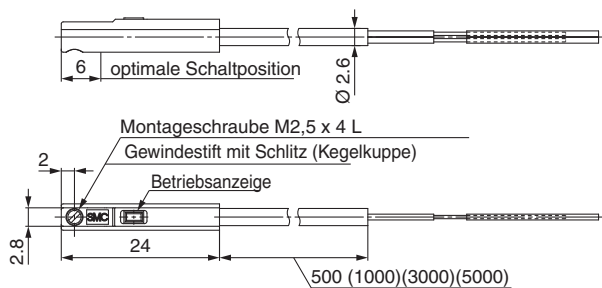 6
optimale Schaltposition
Ø 2.6
Montageschraube M2,5 x 4 L
Gewindestift mit Schlitz (Kegelkuppe)
2
Betriebsanzeige
SMC
2.8
24
500 (1000)(3000)(5000)